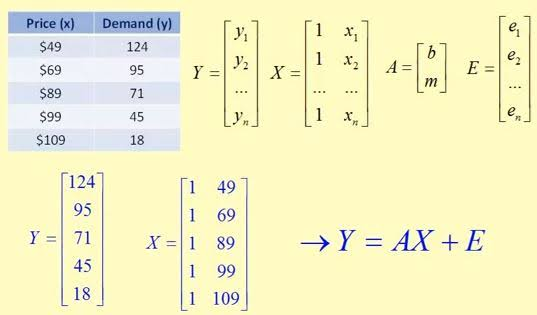 Price (x) Demand (y)
$49 124
$69 95
$89 71
$99 45
$109 18
Y = [y₁ y₂ ... yₙ] X = [1 x₁ 1 x₂ ... ... 1 xₙ] A = [b m] E = [e₁ e₂ ... eₙ]
Y = [124 95 71 45 18] X = [1 49 1 69 1 89 1 99 1 109] → Y = AX + E